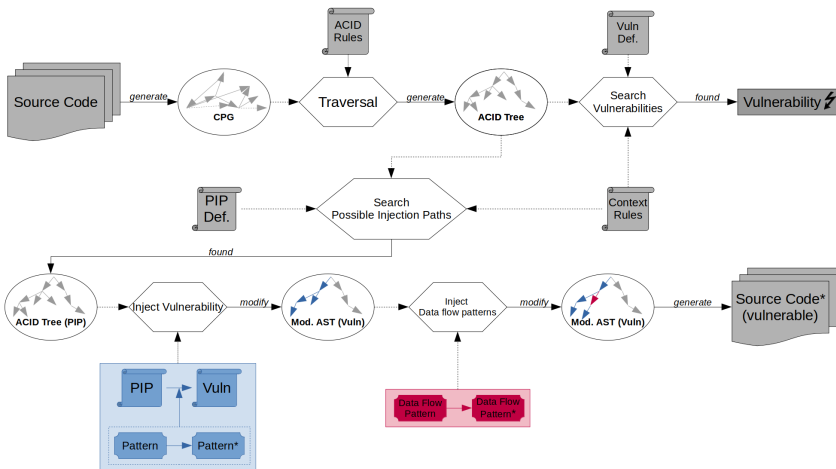 ACID
Rules
Vuln
Def.
Source Code
generate
CPG
Traversal
generate
ACID Tree
Search
Vulnerabilities
found
Vulnerability
PIP
Def.
Search
Possible Injection Paths
Context
Rules
found
ACID Tree (PIP)
Inject Vulnerability
modify
Mod. AST (Vuln)
Inject
Data flow patterns
modify
Mod. AST (Vuln)
generate
Source Code*
(vulnerable)
PIP
Vuln
Pattern
Pattern*
Data Flow
Pattern
Data Flow
Pattern*